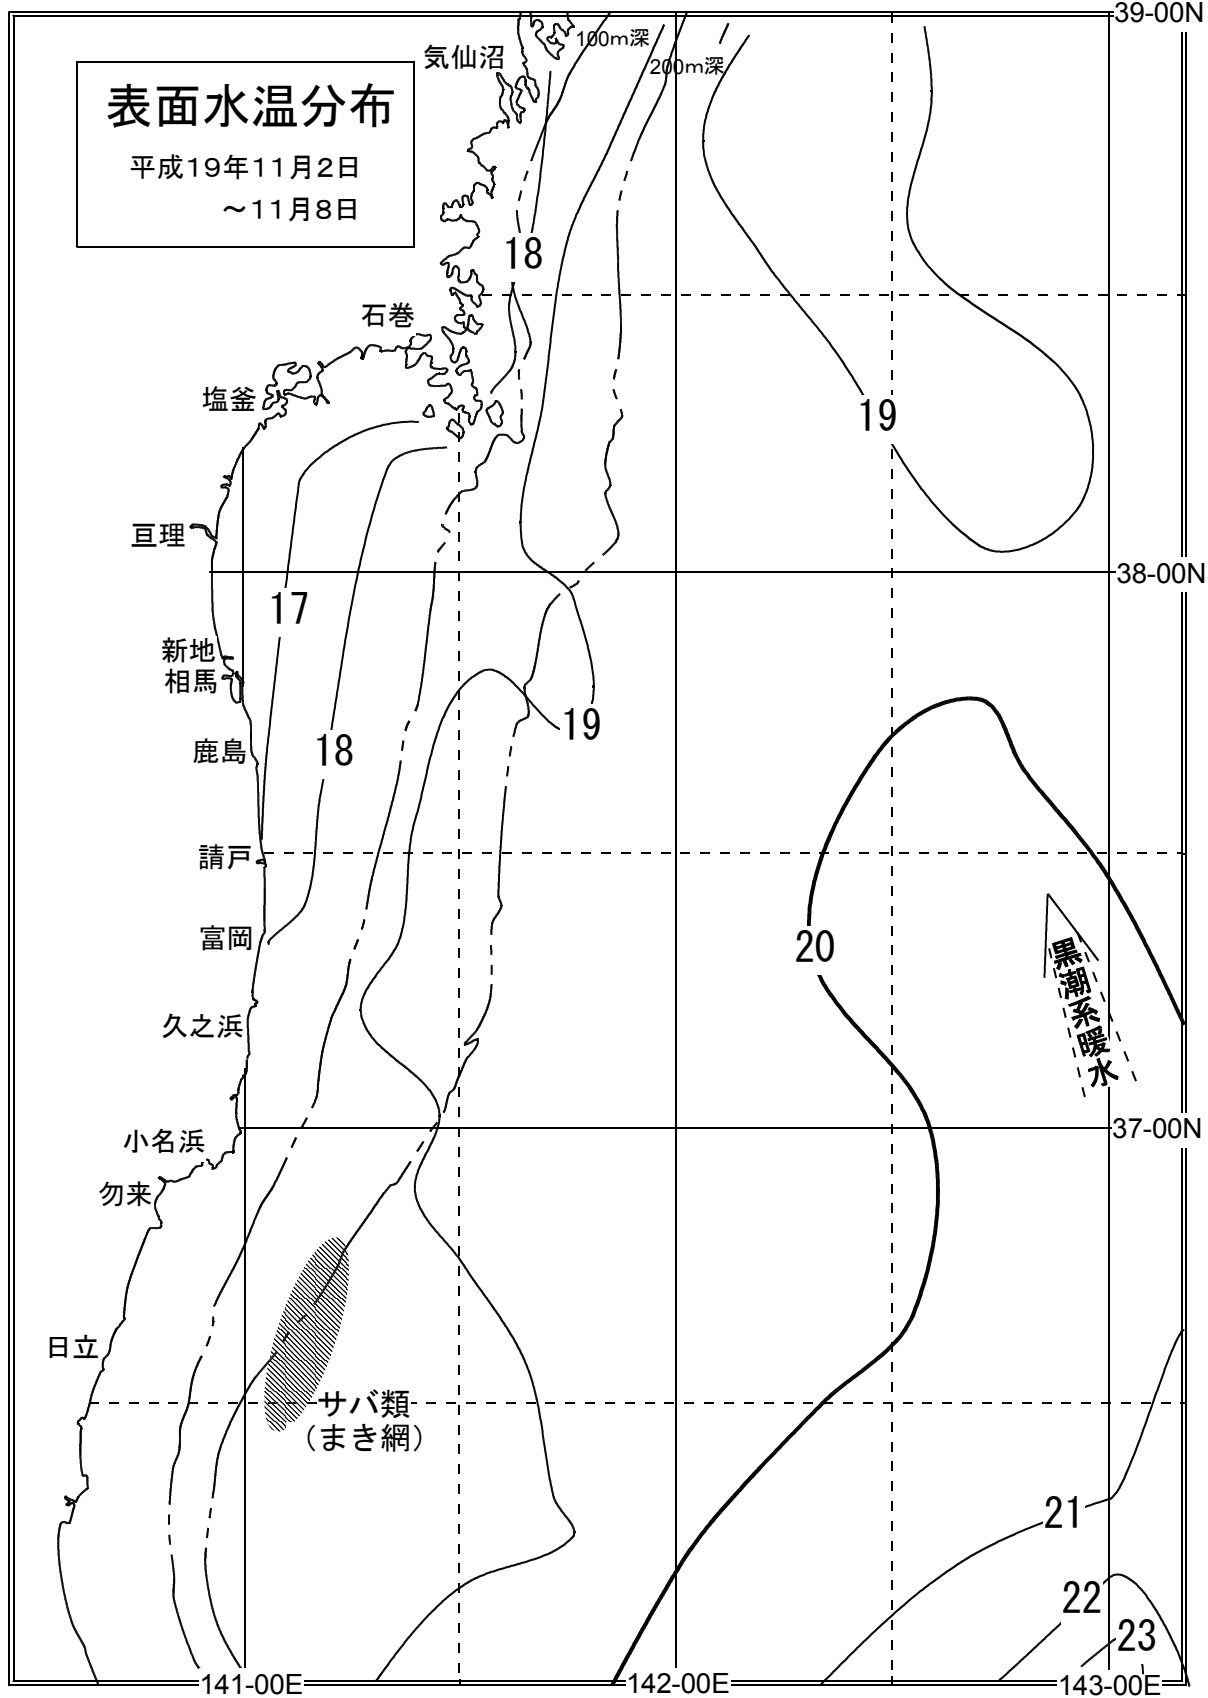 39-00N
100m深
気仙沼
200m深
表面水温分布
平成19年11月2日
～11月8日
18
石巻
塩釜
19
亘理
38-00N
17
新地
相馬
19
鹿島
18
請戸
富岡
20
黒潮系暖水
久之浜
37-00N
小名浜
勿来
日立
サバ類
（まき網）
21
22
23
141-00E
142-00E
143-00E